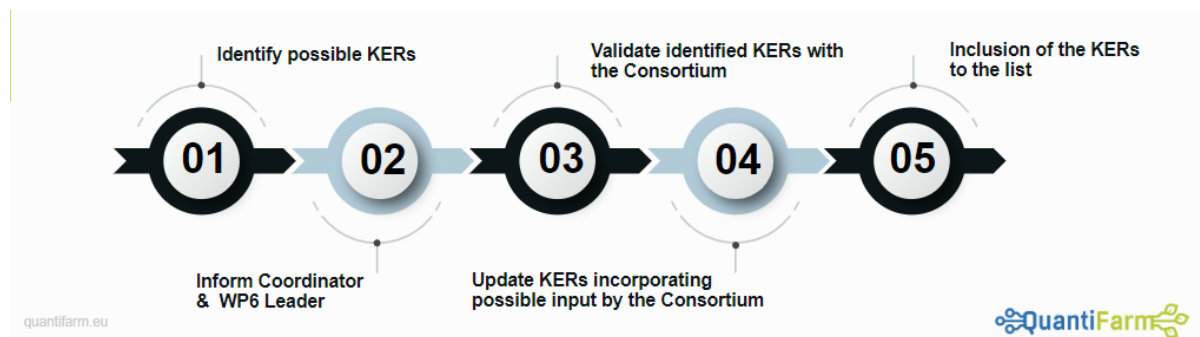 Identify possible KERs
Validate identified KERs with
the Consortium
Inclusion of the KERs
to the list
01
02
03
04
05
Inform Coordinator
& WP6 Leader
Update KERs incorporating
possible input by the Consortium
quantifarm.eu
QuantiFarm